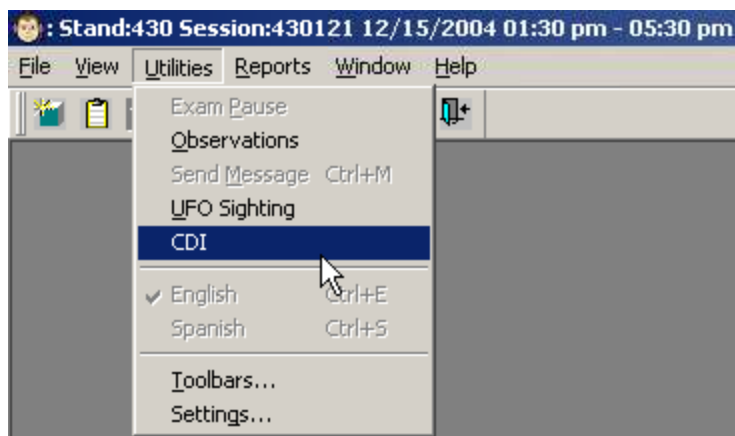 : Stand:430 Session:430121 12/15/2004 01:30 pm - 05:30 pm
File View Utilities Reports Window Help
Exam Pause
Observations
Send Message Ctrl+M
UFO Sighting
CDI
English Ctrl+E
Spanish Ctrl+S
Toolbars...
Settings...